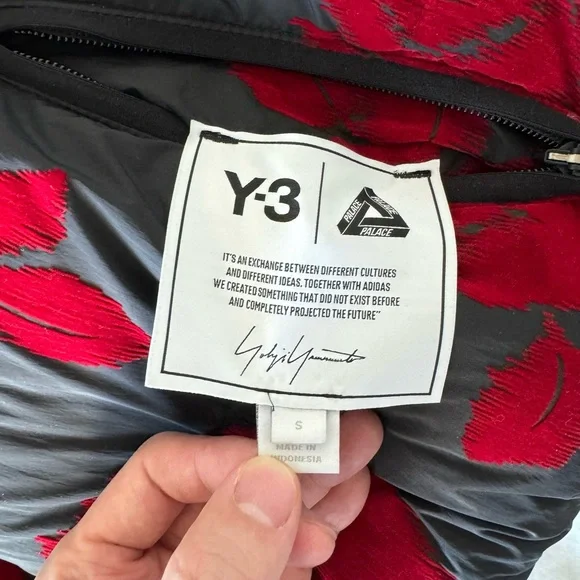 Y-3
PALACE
PALACE
PALACE
IT'S AN EXCHANGE BETWEEN DIFFERENT CULTURES
AND DIFFERENT IDEAS. TOGETHER WITH ADIDAS
WE CREATED SOMETHING THAT DID NOT EXIST BEFORE
AND COMPLETELY PROJECTED THE FUTURE"
Yohji Yamamoto
S
MADE IN
INDONESIA